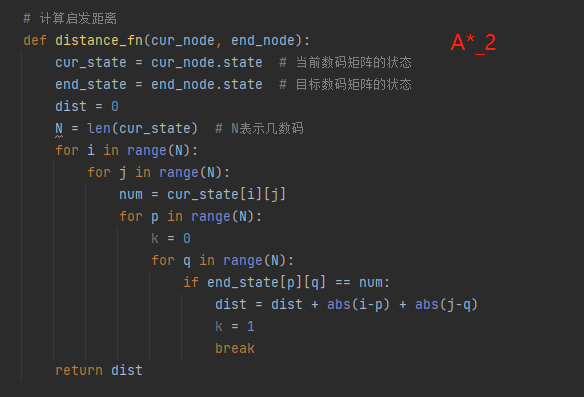 # 计算启发距离
def distance_fn(cur_node, end_node):
A*_2
    cur_state = cur_node.state  # 当前数码矩阵的状态
    end_state = end_node.state  # 目标数码矩阵的状态
    dist = 0
    N = len(cur_state)  # N表示几数码
    for i in range(N):
        for j in range(N):
            num = cur_state[i][j]
            for p in range(N):
                k = 0
                for q in range(N):
                    if end_state[p][q] == num:
                        dist = dist + abs(i-p) + abs(j-q)
                        k = 1
                        break
    return dist